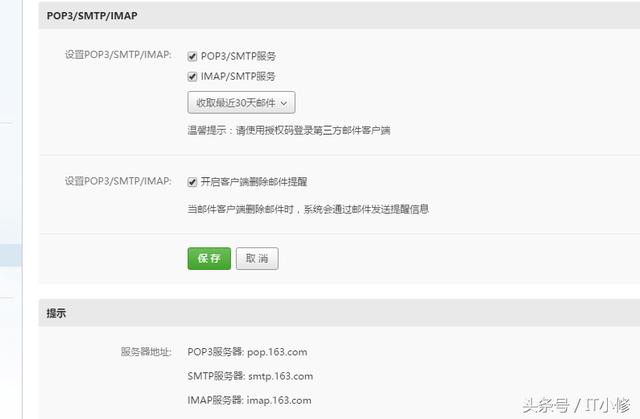 POP3/SMTP/IMAP
设置POP3/SMTP/IMAP: POP3/SMTP服务
IMAP/SMTP服务
收取最近30天邮件
温馨提示：请使用授权码登录第三方邮件客户端
设置POP3/SMTP/IMAP: 开启客户端删除邮件提醒
当邮件客户端删除邮件时，系统会通过邮件发送提醒信息
保存 取消
提示
服务器地址: POP3服务器: pop.163.com
SMTP服务器: smtp.163.com
IMAP服务器: imap.163.com
头条号 / IT小修